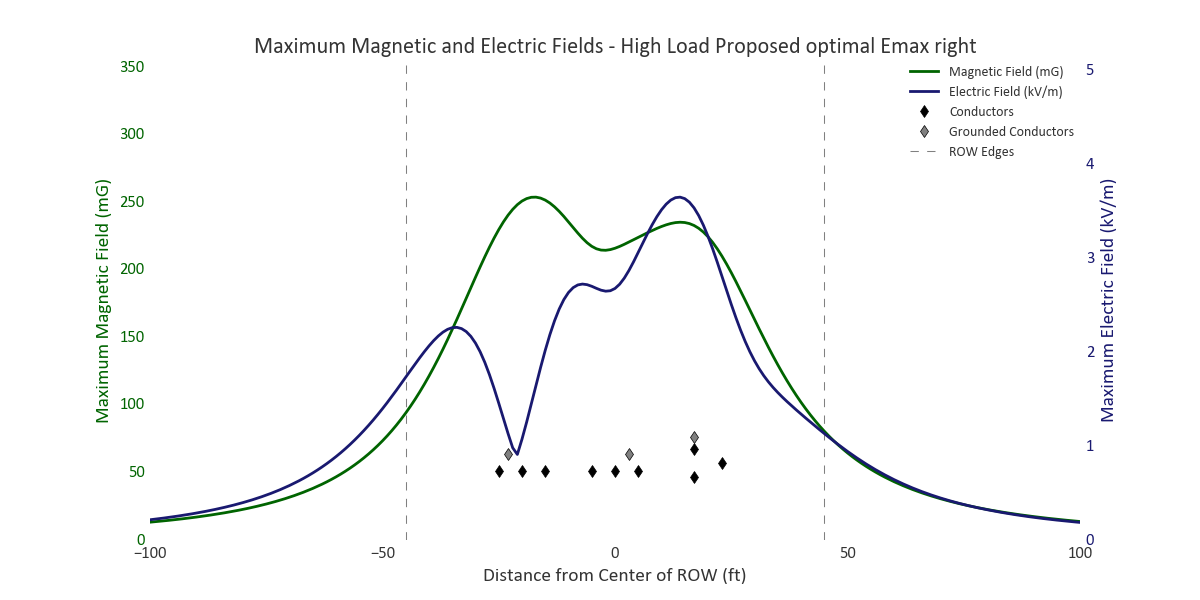 Maximum Magnetic and Electric Fields - High Load Proposed optimal Emax right
Magnetic Field (mG)
Electric Field (kV/m)
Conductors
Grounded Conductors
ROW Edges
Maximum Magnetic Field (mG)
350
300
250
200
150
100
50
0
5
4
3
2
1
0
Maximum Electric Field (kV/m)
−100
−50
0
50
100
Distance from Center of ROW (ft)